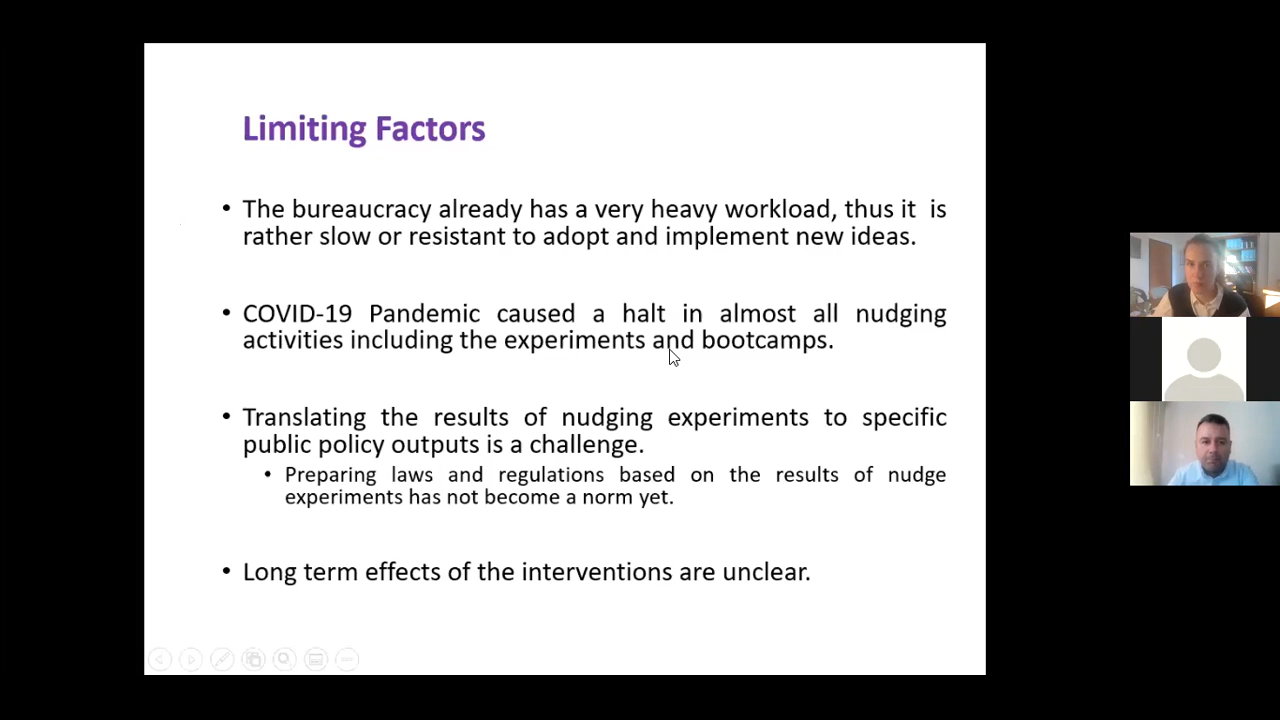 Limiting Factors
• The bureaucracy already has a very heavy workload, thus it is
rather slow or resistant to adopt and implement new ideas.
• COVID-19 Pandemic caused a halt in almost all nudging
activities including the experiments and bootcamps.
• Translating the results of nudging experiments to specific
public policy outputs is a challenge.
• Preparing laws and regulations based on the results of nudge
experiments has not become a norm yet.
• Long term effects of the interventions are unclear.